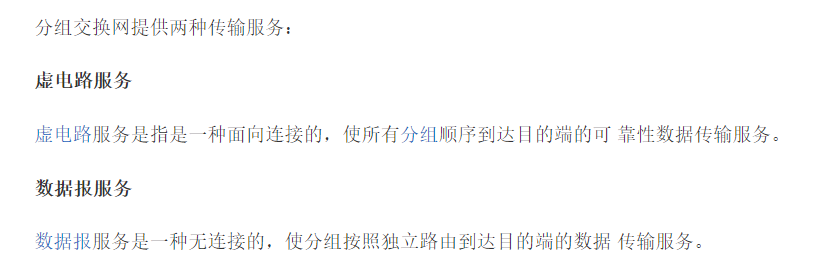 分组交换网提供两种传输服务：
虚电路服务
虚电路服务是指是一种面向连接的，使所有分组顺序到达目的端的可 靠性数据传输服务。
数据报服务
数据报服务是一种无连接的，使分组按照独立路由到达目的端的数据 传输服务。